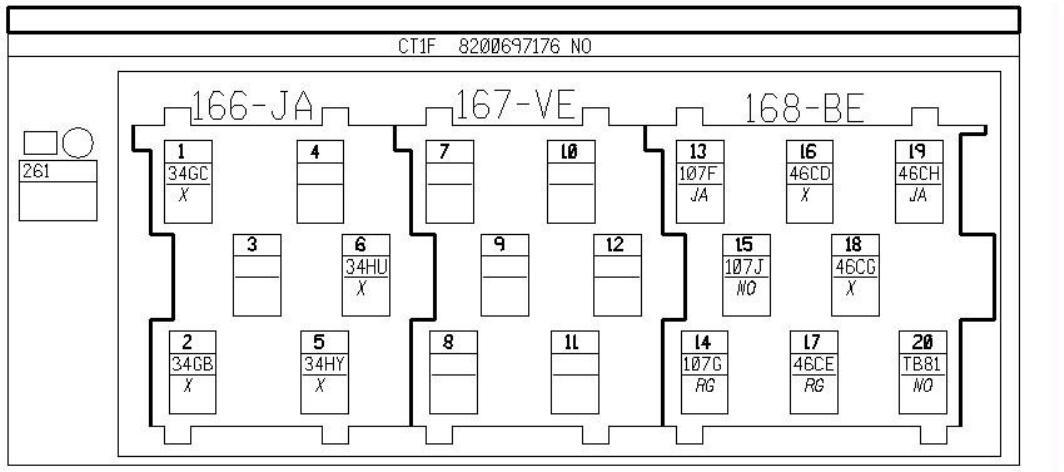 CT1F 8200697176 NO
166-JA 167-VE 168-BE
261
1 4 7 10 13 16 19
34GC 107F 46CD 46CH
X JA X JA
3 6 9 12 15 18
34HU 107J 46CG
X NO X
2 5 8 11 14 17 20
34GB 34HY 107G 46CE TB81
X X RG RG NO